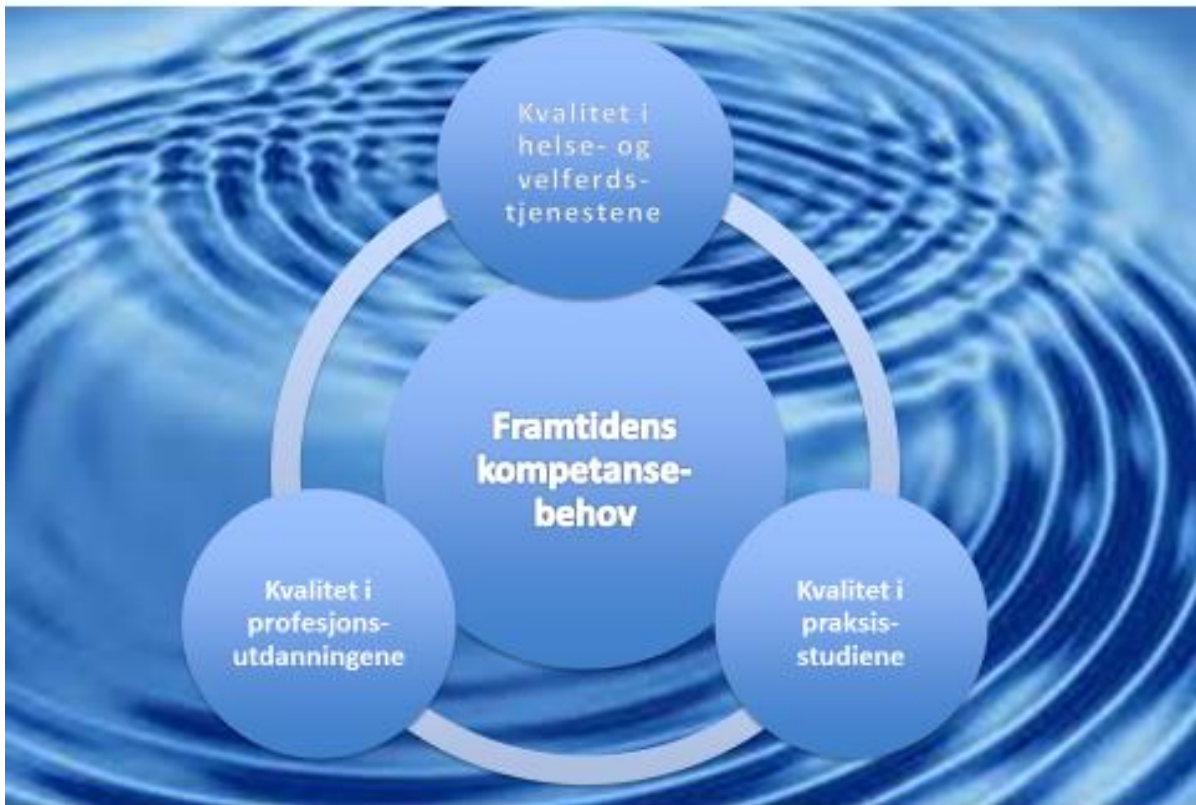 Kvalitet i
helse- og
velferds-
tjenestene
Framtidens
kompetanse-
behov
Kvalitet i
profesjons-
utdanningene
Kvalitet i
praksis-
studiene